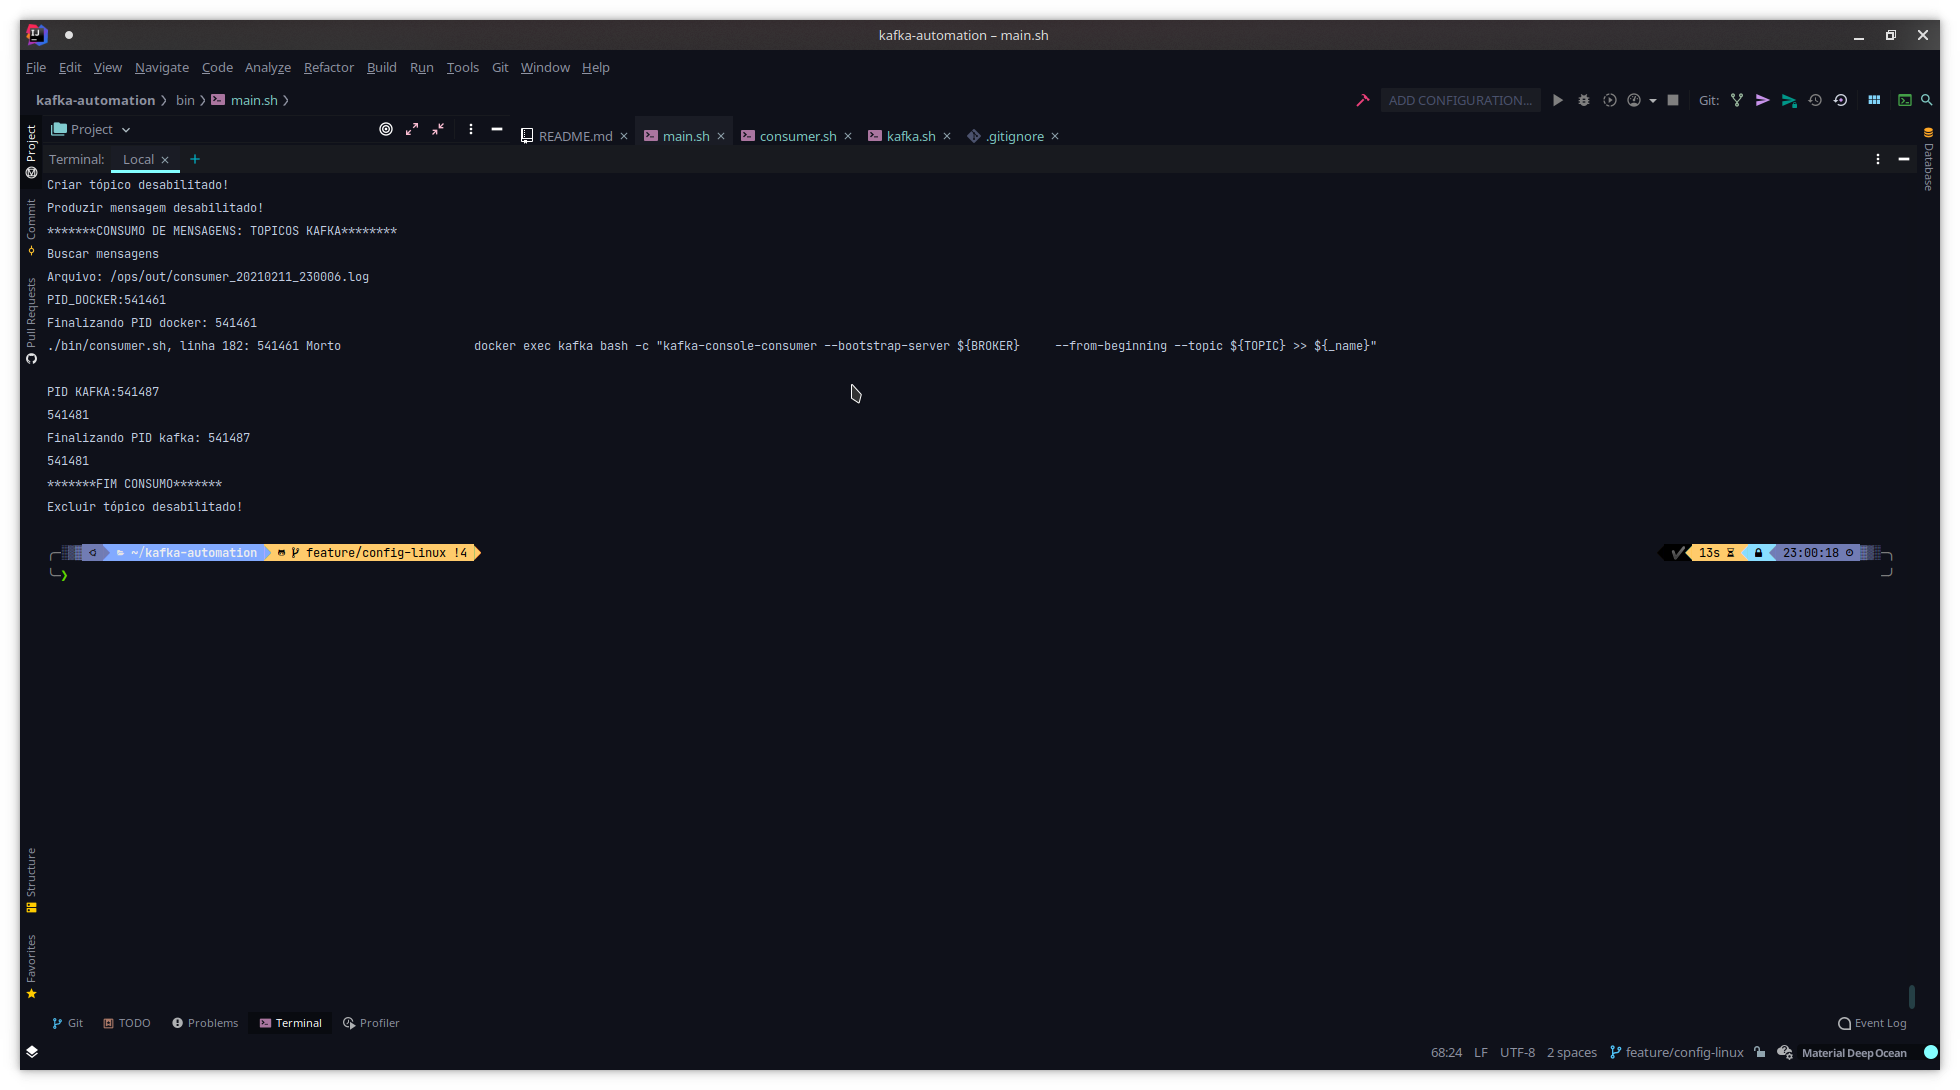 kafka-automation – main.sh
File Edit View Navigate Code Analyze Refactor Build Run Tools Git Window Help
kafka-automation bin main.sh ADD CONFIGURATION... Git:
Project README.md main.sh consumer.sh kafka.sh .gitignore
Terminal: Local
Criar tópico desabilitado!
Produzir mensagem desabilitado!
*******CONSUMO DE MENSAGENS: TOPICOS KAFKA********
Buscar mensagens
Arquivo: /ops/out/consumer_20210211_230006.log
PID_DOCKER:541461
Finalizando PID docker: 541461
./bin/consumer.sh, linha 182: 541461 Morto                   docker exec kafka bash -c "kafka-console-consumer --bootstrap-server ${BROKER}     --from-beginning --topic ${TOPIC} >> ${_name}"
PID KAFKA:541487
541481
Finalizando PID kafka: 541487
541481
*******FIM CONSUMO*******
Excluir tópico desabilitado!
~/kafka-automation feature/config-linux !4 13s 23:00:18
Project
Commit
Pull Requests
Structure
Favorites
Database
Git TODO Problems Terminal Profiler Event Log
68:24 LF UTF-8 2 spaces feature/config-linux Material Deep Ocean